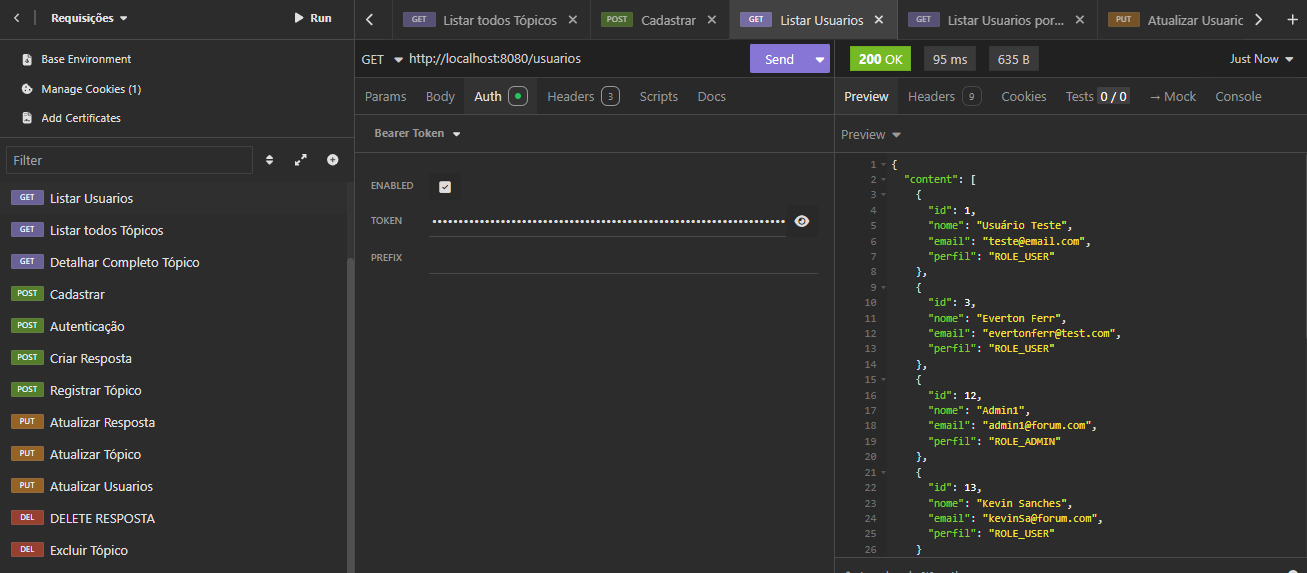 Requisições
Run
Base Environment
Manage Cookies (1)
Add Certificates
Filter
GET Listar Usuarios
GET Listar todos Tópicos
GET Detalhar Completo Tópico
POST Cadastrar
POST Autenticação
POST Criar Resposta
POST Registrar Tópico
PUT Atualizar Resposta
PUT Atualizar Tópico
PUT Atualizar Usuarios
DEL DELETE RESPOSTA
DEL Excluir Tópico
GET Listar todos Tópicos
POST Cadastrar
GET Listar Usuarios
GET Listar Usuarios por...
PUT Atualizar Usuaric
GET http://localhost:8080/usuarios
Send
200 OK 95 ms 635 B
Just Now
Params Body Auth Headers 3 Scripts Docs
Bearer Token
ENABLED
TOKEN ••••••••••••••••••••••••••••••••••••••••••••••••••••••••••••••••••
PREFIX
Preview Headers 9 Cookies Tests 0 / 0 → Mock Console
Preview
1 {
2 "content": [
3 {
4 "id": 1,
5 "nome": "Usuário Teste",
6 "email": "teste@email.com",
7 "perfil": "ROLE_USER"
8 },
9 {
10 "id": 3,
11 "nome": "Everton Ferr",
12 "email": "evertonferr@test.com",
13 "perfil": "ROLE_USER"
14 },
15 {
16 "id": 12,
17 "nome": "Admin1",
18 "email": "admin1@forum.com",
19 "perfil": "ROLE_ADMIN"
20 },
21 {
22 "id": 13,
23 "nome": "Kevin Sanches",
24 "email": "kevinSa@forum.com",
25 "perfil": "ROLE_USER"
26 }